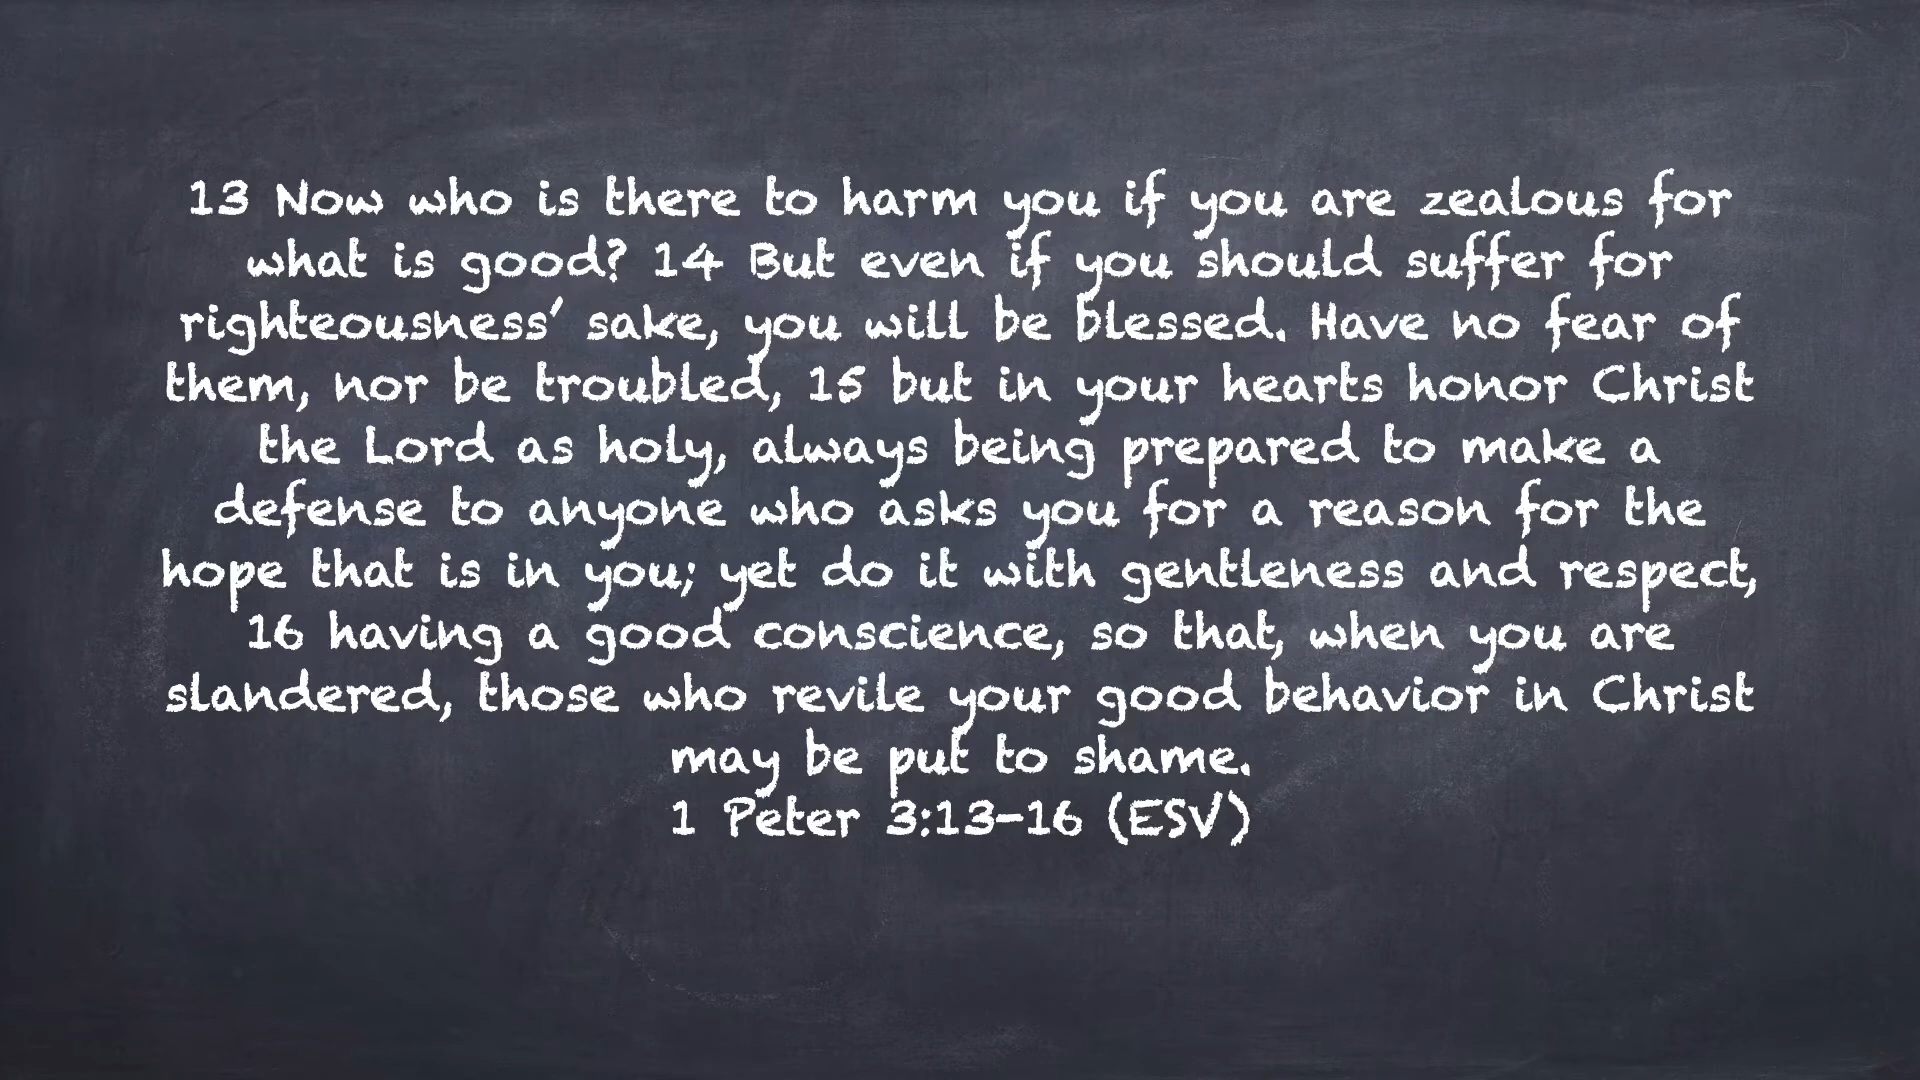 13 Now who is there to harm you if you are zealous for
what is good? 14 But even if you should suffer for
righteousness’ sake, you will be blessed. Have no fear of
them, nor be troubled, 15 but in your hearts honor Christ
the Lord as holy, always being prepared to make a
defense to anyone who asks you for a reason for the
hope that is in you; yet do it with gentleness and respect,
16 having a good conscience, so that, when you are
slandered, those who revile your good behavior in Christ
may be put to shame.
1 Peter 3:13–16 (ESV)